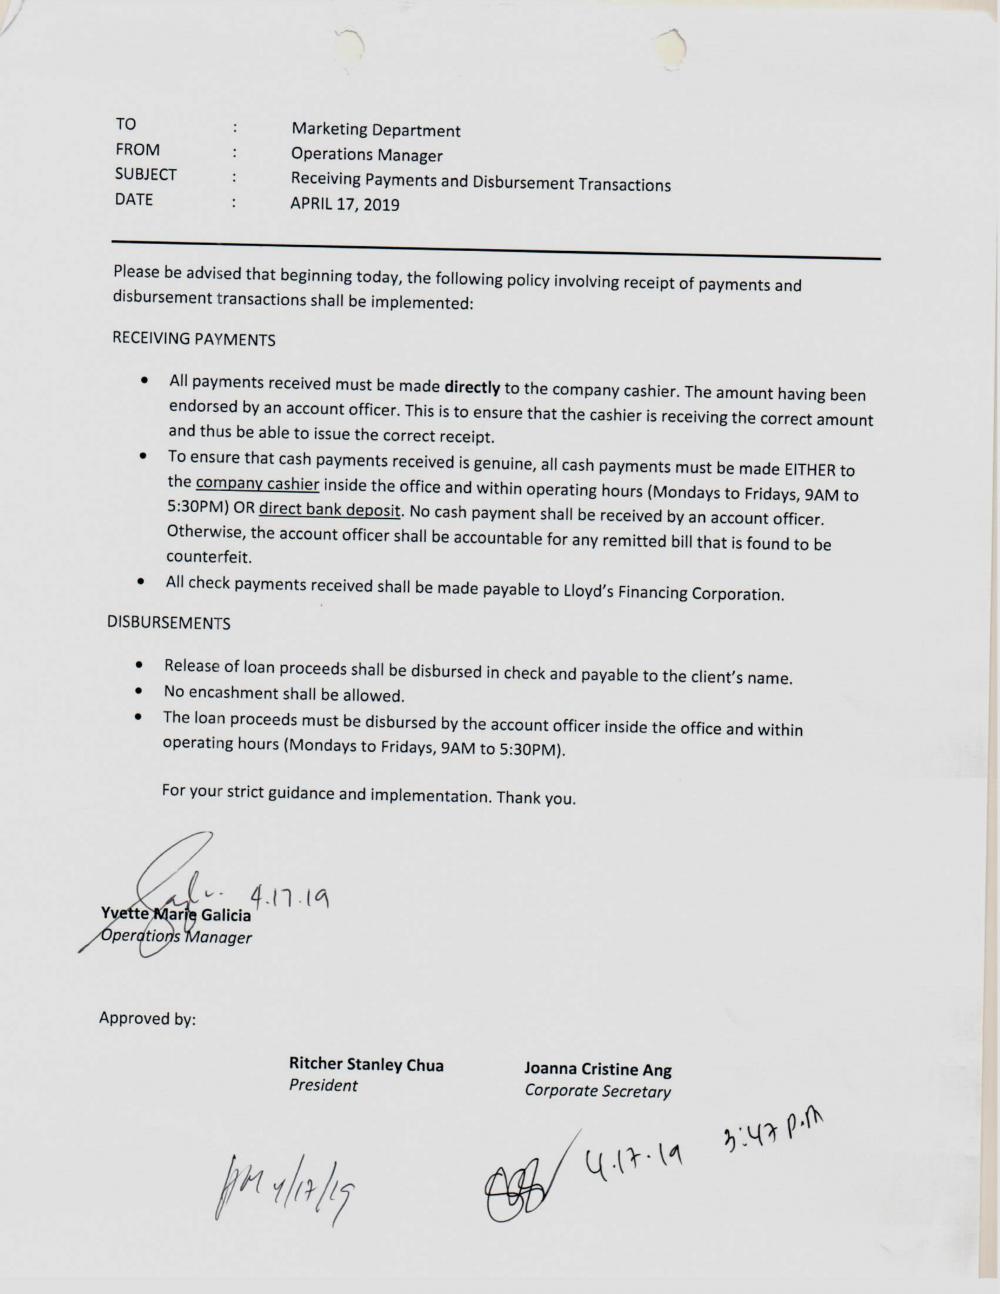 TO : Marketing Department
FROM : Operations Manager
SUBJECT : Receiving Payments and Disbursement Transactions
DATE : APRIL 17, 2019
Please be advised that beginning today, the following policy involving receipt of payments and
disbursement transactions shall be implemented:
RECEIVING PAYMENTS
• All payments received must be made directly to the company cashier. The amount having been
endorsed by an account officer. This is to ensure that the cashier is receiving the correct amount
and thus be able to issue the correct receipt.
• To ensure that cash payments received is genuine, all cash payments must be made EITHER to
the company cashier inside the office and within operating hours (Mondays to Fridays, 9AM to
5:30PM) OR direct bank deposit. No cash payment shall be received by an account officer.
Otherwise, the account officer shall be accountable for any remitted bill that is found to be
counterfeit.
• All check payments received shall be made payable to Lloyd's Financing Corporation.
DISBURSEMENTS
• Release of loan proceeds shall be disbursed in check and payable to the client's name.
• No encashment shall be allowed.
• The loan proceeds must be disbursed by the account officer inside the office and within
operating hours (Mondays to Fridays, 9AM to 5:30PM).
For your strict guidance and implementation. Thank you.
4.17.19
Yvette Marie Galicia
Operations Manager
Approved by:
Ritcher Stanley Chua Joanna Cristine Ang
President Corporate Secretary
4/17/19 4.17.19 3:47 P.M